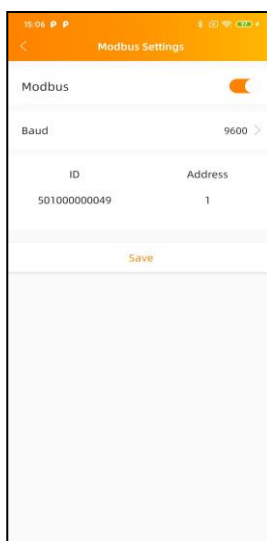 15:06 P P
Modbus Settings
Modbus
Baud 9600
ID Address
501000000049 1
Save